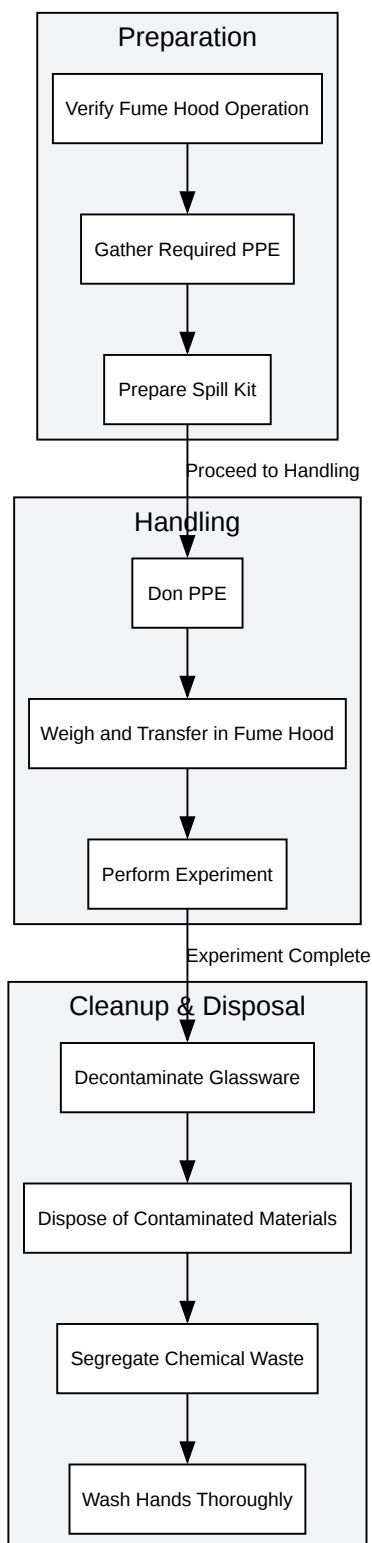 Preparation
Verify Fume Hood Operation
Gather Required PPE
Prepare Spill Kit
Proceed to Handling
Handling
Don PPE
Weigh and Transfer in Fume Hood
Perform Experiment
Experiment Complete
Cleanup & Disposal
Decontaminate Glassware
Dispose of Contaminated Materials
Segregate Chemical Waste
Wash Hands Thoroughly